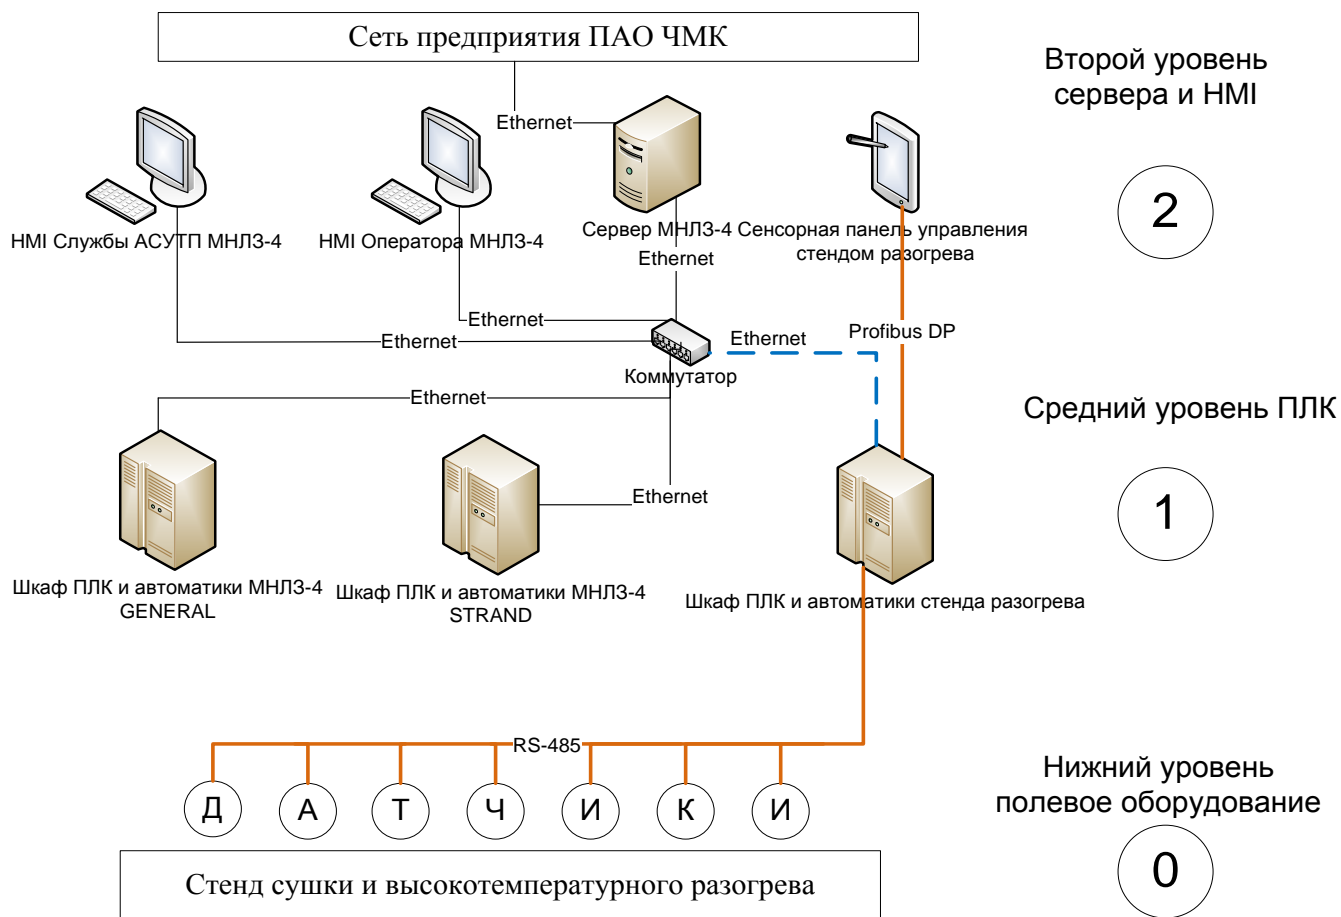 Сеть предприятия ПАО ЧМК
Второй уровень
сервера и HMI
2
Ethernet
HMI Службы АСУТП МНЛЗ-4
HMI Оператора МНЛЗ-4
Сервер МНЛЗ-4
Сенсорная панель управления
стендом разогрева
Ethernet
Ethernet
Ethernet
Ethernet
Profibus DP
Коммутатор
Ethernet
Средний уровень ПЛК
1
Ethernet
Шкаф ПЛК и автоматики МНЛЗ-4
GENERAL
Шкаф ПЛК и автоматики МНЛЗ-4
STRAND
Шкаф ПЛК и автоматики стенда разогрева
RS-485
Д А Т Ч И К И
Нижний уровень
полевое оборудование
0
Стенд сушки и высокотемпературного разогрева